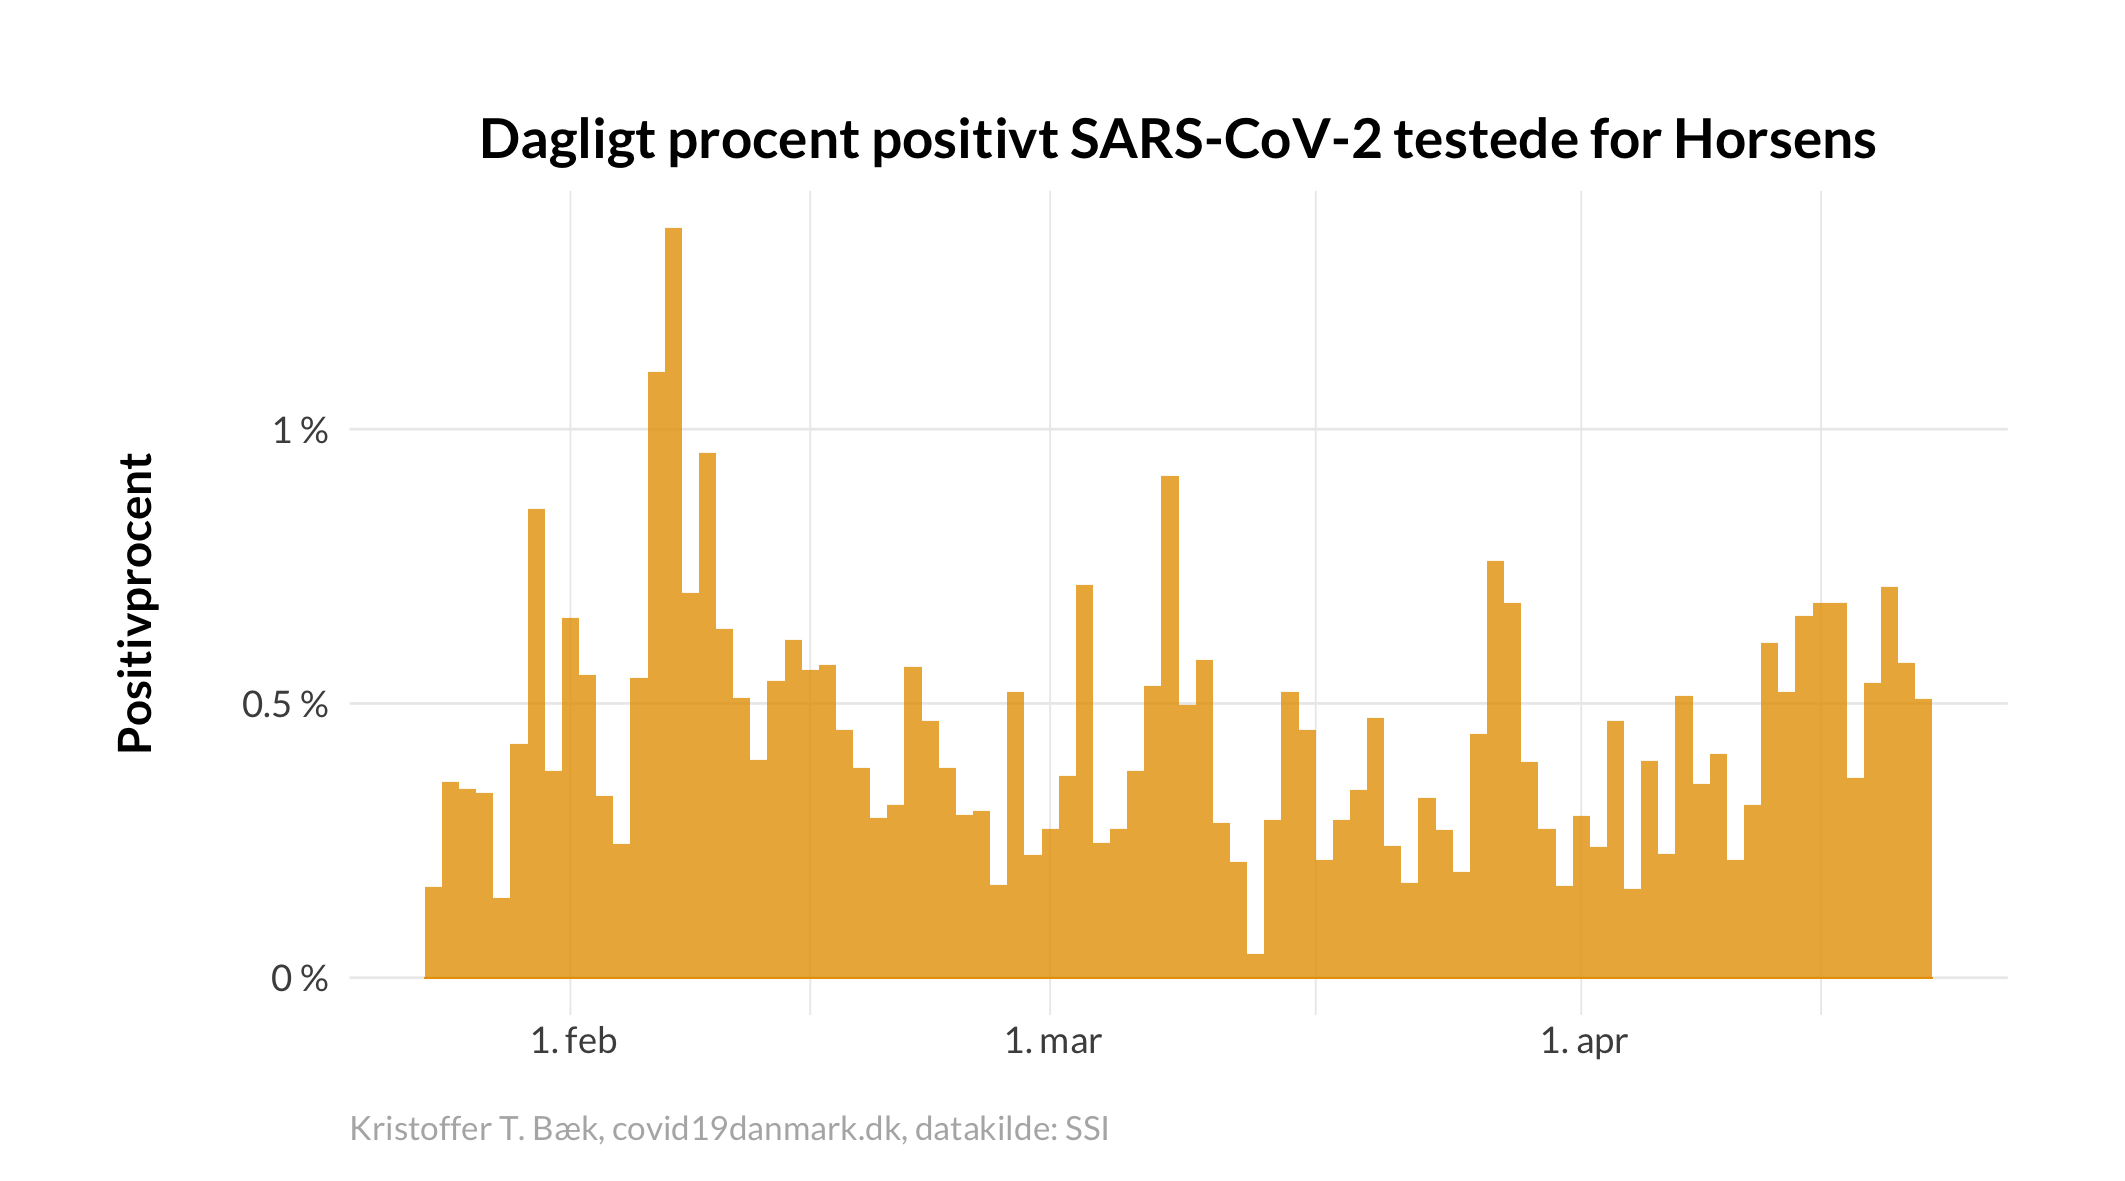 Dagligt procent positivt SARS-CoV-2 testede for Horsens
Positivprocent
1 %
0.5 %
0 %
1. feb
1. mar
1. apr
Kristoffer T. Bæk, covid19danmark.dk, datakilde: SSI